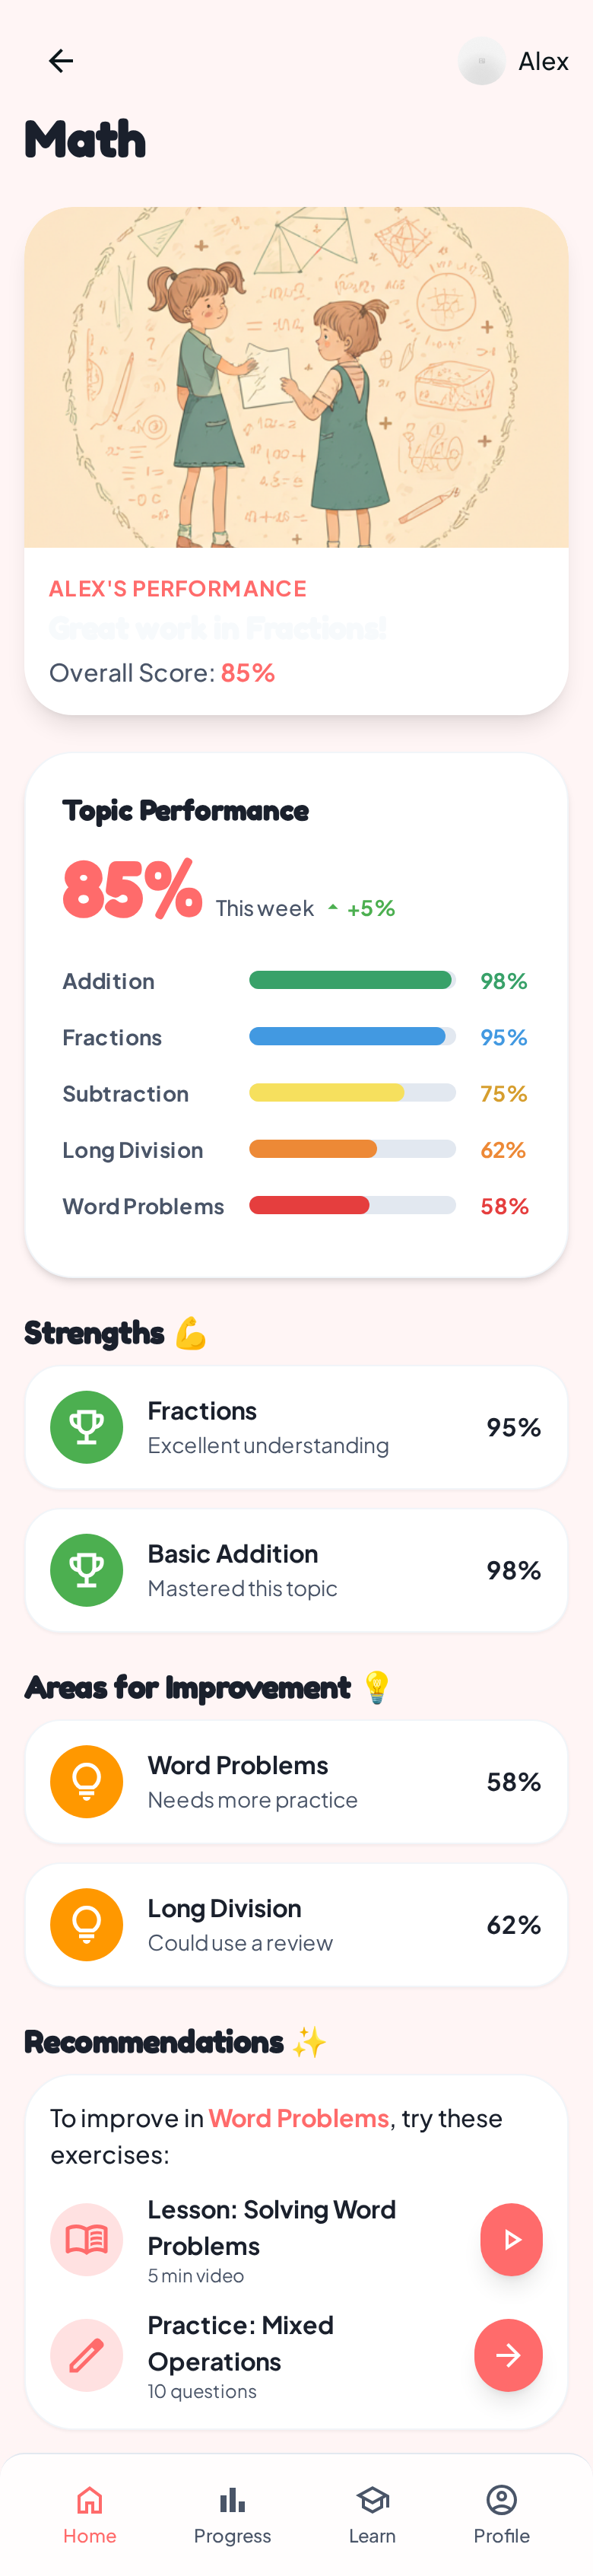 Alex
Math
ALEX'S PERFORMANCE
Great work in Fractions!
Overall Score: 85%
Topic Performance
85% This week +5%
Addition 98%
Fractions 95%
Subtraction 75%
Long Division 62%
Word Problems 58%
Strengths 💪
Fractions
Excellent understanding
95%
Basic Addition
Mastered this topic
98%
Areas for Improvement 💡
Word Problems
Needs more practice
58%
Long Division
Could use a review
62%
Recommendations ✨
To improve in Word Problems, try these
exercises:
Lesson: Solving Word
Problems
5 min video
Practice: Mixed
Operations
10 questions
Home Progress Learn Profile